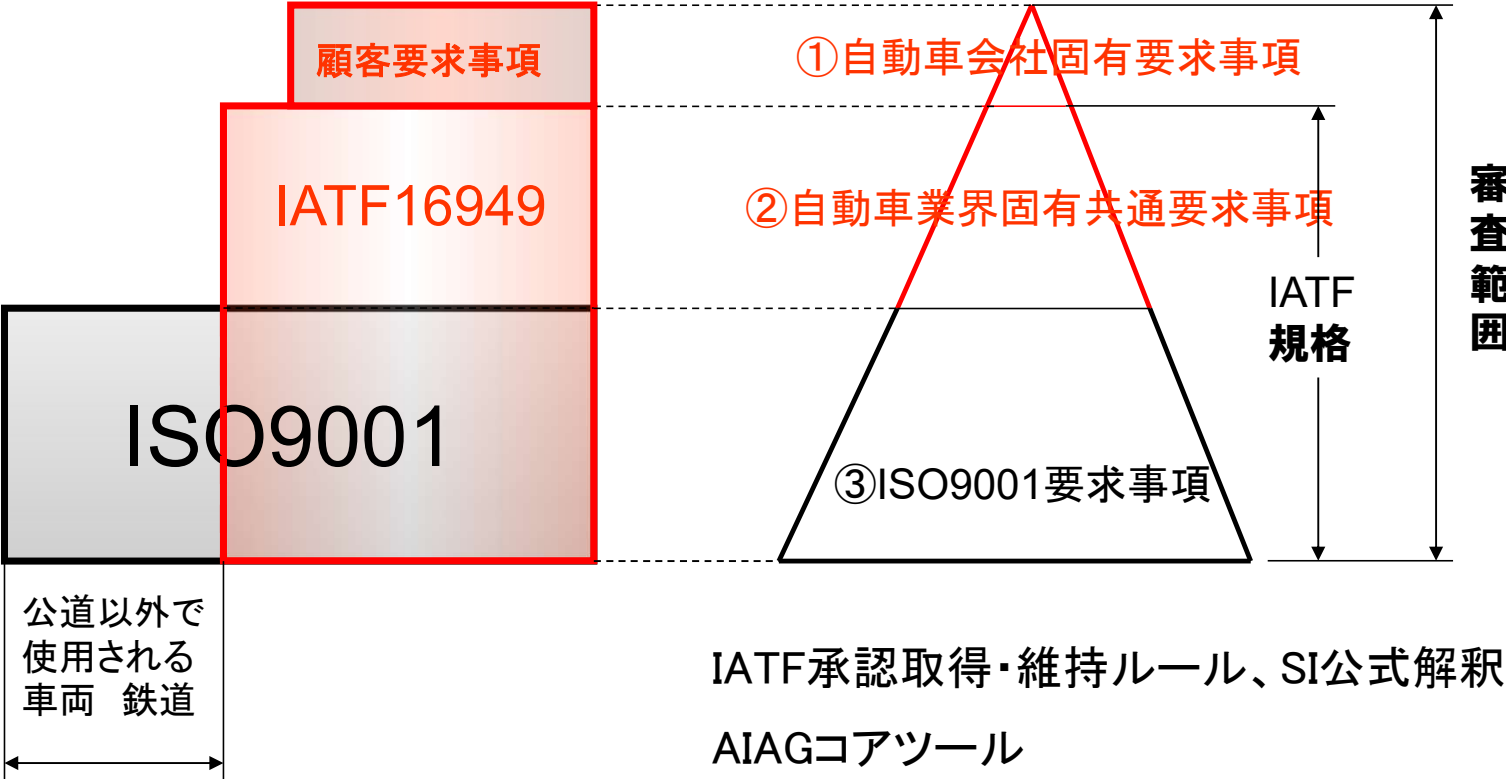 顧客要求事項
①自動車会社固有要求事項
IATF16949
②自動車業界固有共通要求事項
審査範囲
IATF
規格
ISO9001
③ISO9001要求事項
公道以外で
使用される
車両　鉄道
IATF承認取得・維持ルール、SI公式解釈
AIAGコアツール